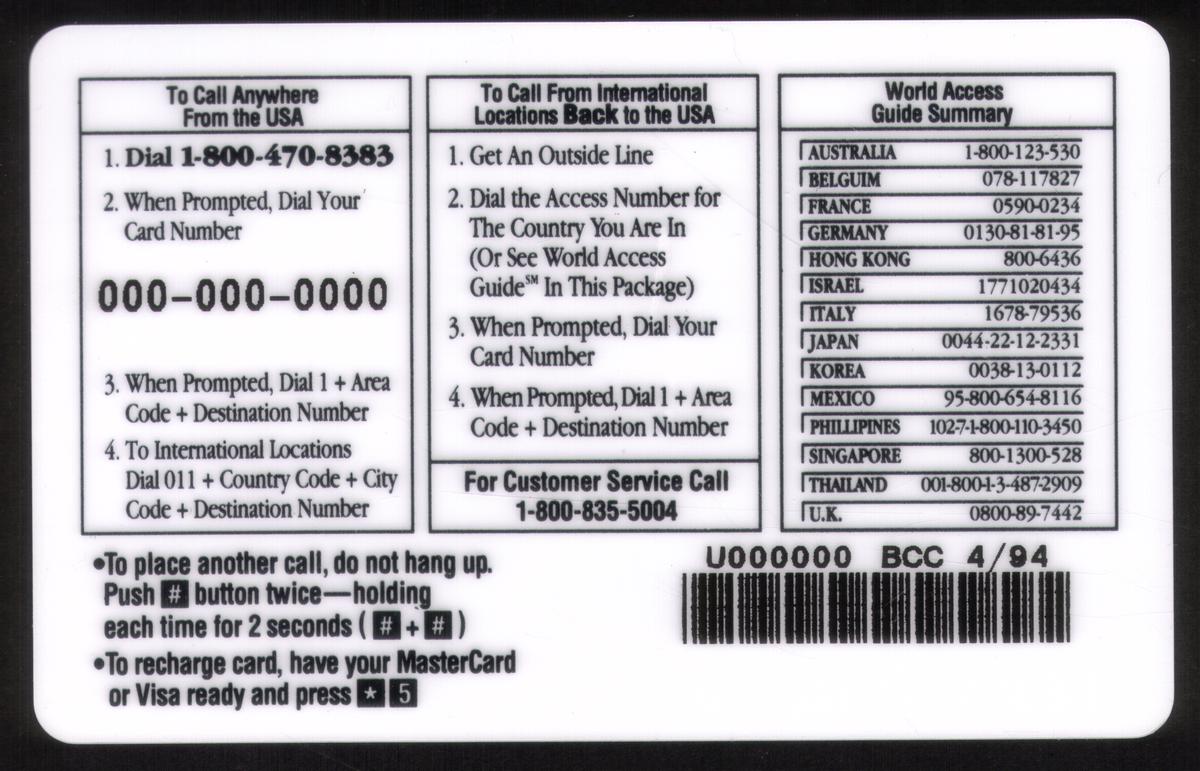 To Call Anywhere
From the USA
1. Dial 1-800-470-8383
2. When Prompted, Dial Your
Card Number
000-000-0000
3. When Prompted, Dial 1 + Area
Code + Destination Number
4. To International Locations
Dial 011 + Country Code + City
Code + Destination Number
To Call From International
Locations Back to the USA
1. Get An Outside Line
2. Dial the Access Number for
The Country You Are In
(Or See World Access
Guide℠ In This Package)
3. When Prompted, Dial Your
Card Number
4. When Prompted, Dial 1 + Area
Code + Destination Number
For Customer Service Call
1-800-835-5004
World Access
Guide Summary
AUSTRALIA 1-800-123-530
BELGUIM 078-117827
FRANCE 0590-0234
GERMANY 0130-81-81-95
HONG KONG 800-6436
ISRAEL 1771020434
ITALY 1678-79536
JAPAN 0044-22-12-2331
KOREA 0038-13-0112
MEXICO 95-800-654-8116
PHILLIPINES 102-7-1-800-110-3450
SINGAPORE 800-1300-528
THAILAND 001-800-1-3-487-2909
U.K. 0800-89-7442
•To place another call, do not hang up.
Push # button twice—holding
each time for 2 seconds ( # + # )
•To recharge card, have your MasterCard
or Visa ready and press * 5
U000000 BCC 4/94